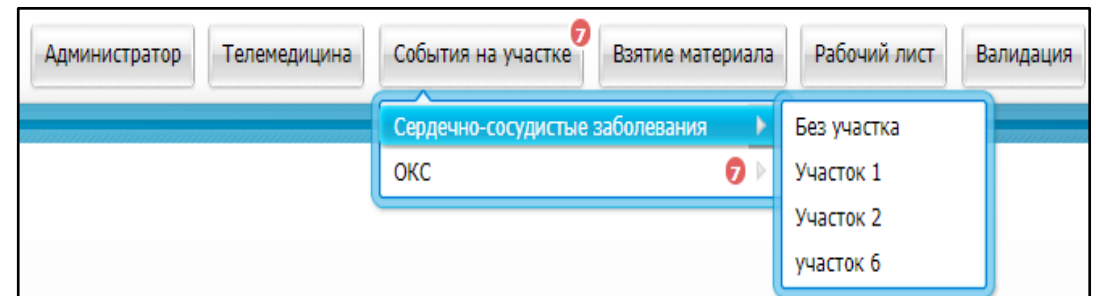 7
Администратор Телемедицина События на участке Взятие материала Рабочий лист Валидация
Сердечно-сосудистые заболевания
ОКС 7
Без участка
Участок 1
Участок 2
участок 6